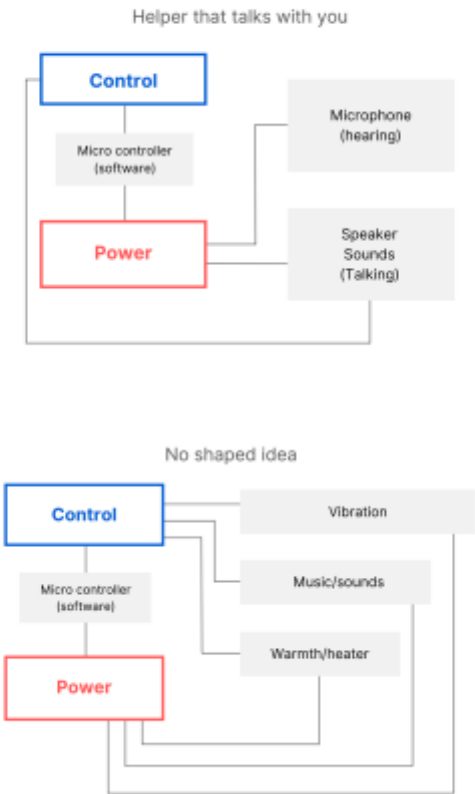 Helper that talks with you
Control
Microphone
(hearing)
Micro controller
(software)
Power
Speaker
Sounds
(Talking)
No shaped idea
Control
Vibration
Music/sounds
Micro controller
(software)
Warmth/heater
Power